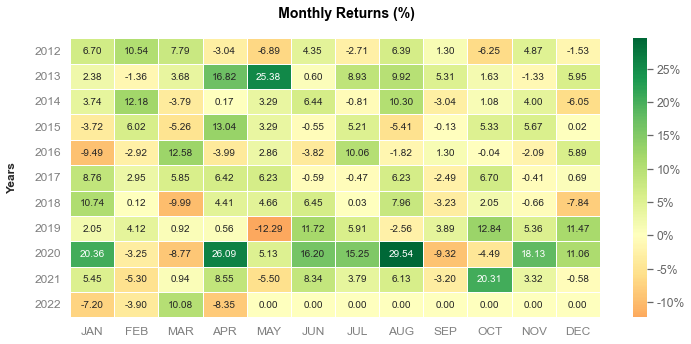 Monthly Returns (%)
Years
2012 6.70 10.54 7.79 -3.04 -6.89 4.35 -2.71 6.39 1.30 -6.25 4.87 -1.53
2013 2.38 -1.36 3.68 16.82 25.38 0.60 8.93 9.92 5.31 1.63 -1.33 5.95
2014 3.74 12.18 -3.79 0.17 3.29 6.44 -0.81 10.30 -3.04 1.08 4.00 -6.05
2015 -3.72 6.02 -5.26 13.04 3.29 -0.55 5.21 -5.41 -0.13 5.33 5.67 0.02
2016 -9.49 -2.92 12.58 -3.99 2.86 -3.82 10.06 -1.82 1.30 -0.04 -2.09 5.89
2017 8.76 2.95 5.85 6.42 6.23 -0.59 -0.47 6.23 -2.49 6.70 -0.41 0.69
2018 10.74 0.12 -9.99 4.41 4.66 6.45 0.03 7.96 -3.23 2.05 -0.66 -7.84
2019 2.05 4.12 0.92 0.56 -12.29 11.72 5.91 -2.56 3.89 12.84 5.36 11.47
2020 20.36 -3.25 -8.77 26.09 5.13 16.20 15.25 29.54 -9.32 -4.49 18.13 11.06
2021 5.45 -5.30 0.94 8.55 -5.50 8.34 3.79 6.13 -3.20 20.31 3.32 -0.58
2022 -7.20 -3.90 10.08 -8.35 0.00 0.00 0.00 0.00 0.00 0.00 0.00 0.00
JAN FEB MAR APR MAY JUN JUL AUG SEP OCT NOV DEC
25%
20%
15%
10%
5%
0%
-5%
-10%